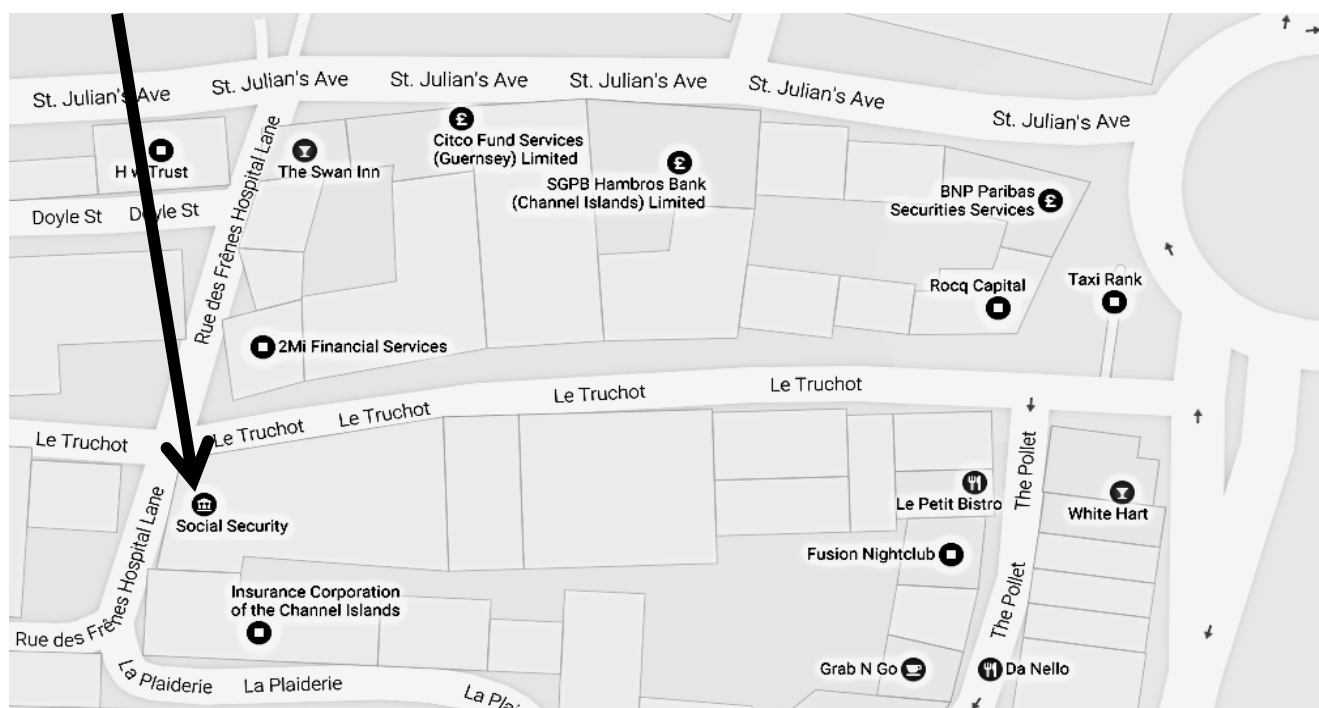 St. Julian's Ave
St. Julian's Ave
St. Julian's Ave
St. Julian's Ave
St. Julian's Ave
St. Julian's Ave
Citco Fund Services
(Guernsey) Limited
The Swan Inn
H w Trust
SGPB Hambros Bank
(Channel Islands) Limited
BNP Paribas
Securities Services
Doyle St
Doyle St
Rue des Frênes Hospital Lane
Taxi Rank
Rocq Capital
2Mi Financial Services
Le Truchot
Le Truchot
Le Truchot
Le Truchot
Le Truchot
The Pollet
Le Petit Bistro
White Hart
Social Security
Fusion Nightclub
Rue des Frênes Hospital Lane
Insurance Corporation
of the Channel Islands
The Pollet
Grab N Go
Da Nello
La Plaiderie
La Plaiderie
La Plai